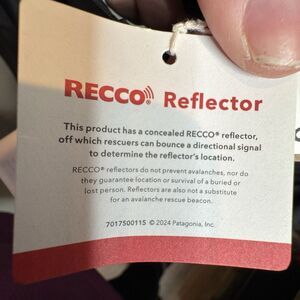 RECCO® Reflector
This product has a concealed RECCO® reflector,
off which rescuers can bounce a directional signal
to determine the reflector's location.
RECCO® reflectors do not prevent avalanches, nor do
they guarantee location or survival of a buried or
lost person. Reflectors are also not a substitute
for an avalanche rescue beacon.
7017500115 © 2024 Patagonia, Inc.